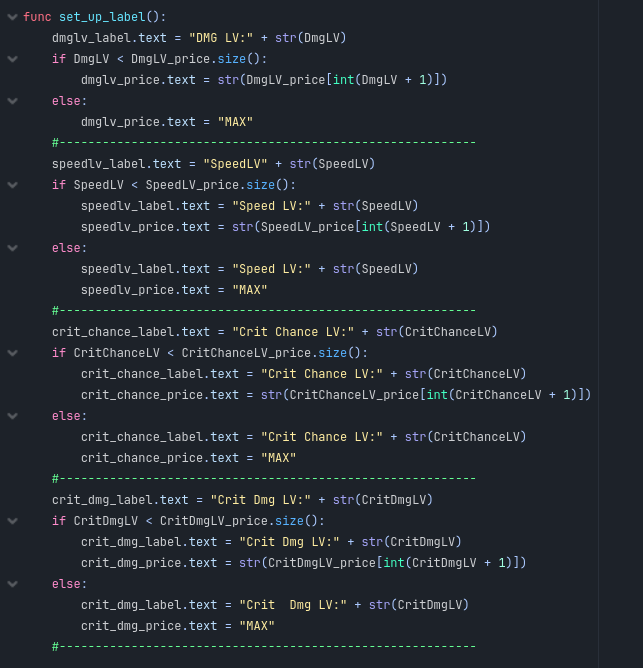 func set_up_label():
    dmglv_label.text = "DMG LV:" + str(DmgLV)
    if DmgLV < DmgLV_price.size():
        dmglv_price.text = str(DmgLV_price[int(DmgLV + 1)])
    else:
        dmglv_price.text = "MAX"
    #----------------------------------------------------------
    speedlv_label.text = "SpeedLV" + str(SpeedLV)
    if SpeedLV < SpeedLV_price.size():
        speedlv_label.text = "Speed LV:" + str(SpeedLV)
        speedlv_price.text = str(SpeedLV_price[int(SpeedLV + 1)])
    else:
        speedlv_label.text = "Speed LV:" + str(SpeedLV)
        speedlv_price.text = "MAX"
    #----------------------------------------------------------
    crit_chance_label.text = "Crit Chance LV:" + str(CritChanceLV)
    if CritChanceLV < CritChanceLV_price.size():
        crit_chance_label.text = "Crit Chance LV:" + str(CritChanceLV)
        crit_chance_price.text = str(CritChanceLV_price[int(CritChanceLV + 1)])
    else:
        crit_chance_label.text = "Crit Chance LV:" + str(CritChanceLV)
        crit_chance_price.text = "MAX"
    #----------------------------------------------------------
    crit_dmg_label.text = "Crit Dmg LV:" + str(CritDmgLV)
    if CritDmgLV < CritDmgLV_price.size():
        crit_dmg_label.text = "Crit Dmg LV:" + str(CritDmgLV)
        crit_dmg_price.text = str(CritDmgLV_price[int(CritDmgLV + 1)])
    else:
        crit_dmg_label.text = "Crit  Dmg LV:" + str(CritDmgLV)
        crit_dmg_price.text = "MAX"
    #----------------------------------------------------------